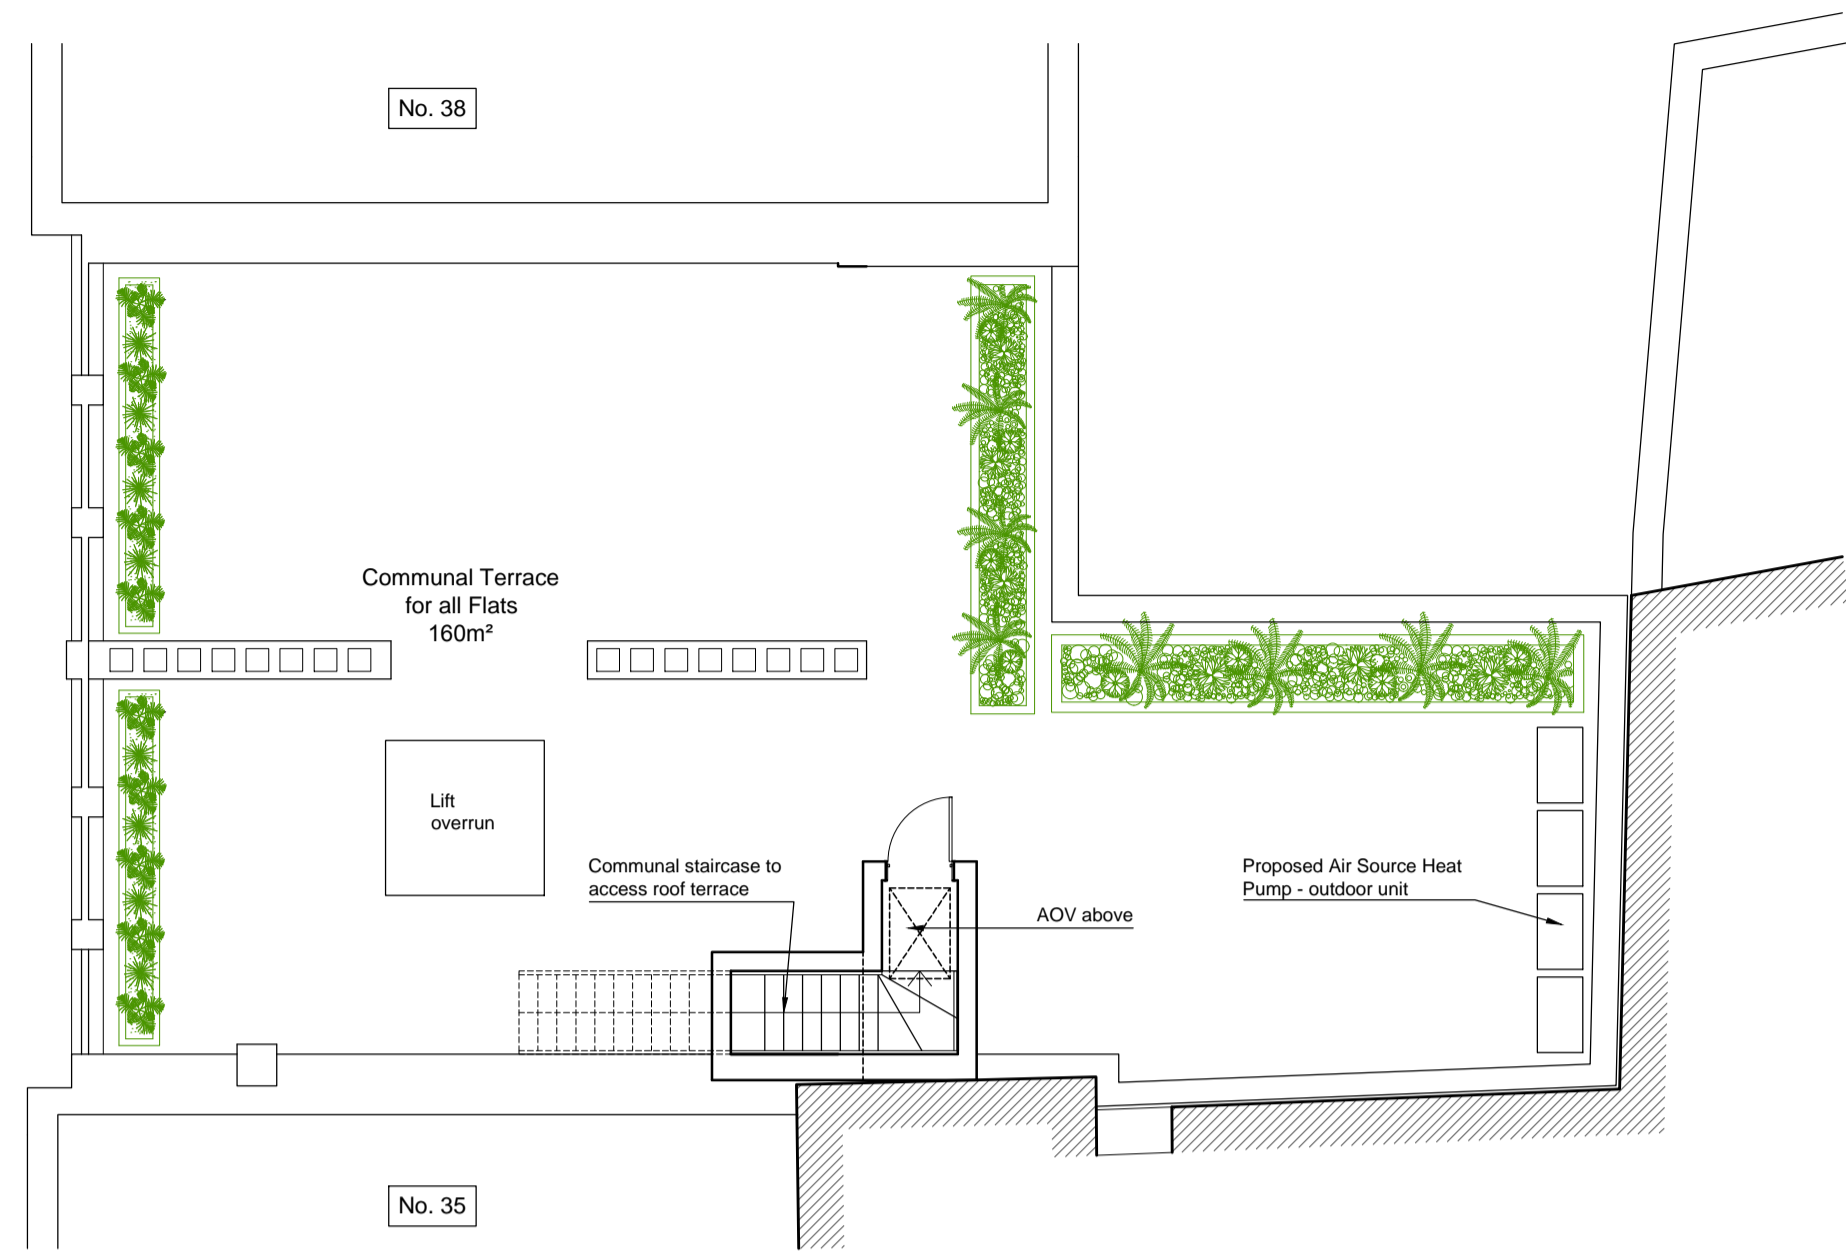 No. 38
Communal Terrace
for all Flats
160m²
Lift
overrun
Communal staircase to
access roof terrace
AOV above
Proposed Air Source Heat
Pump - outdoor unit
No. 35